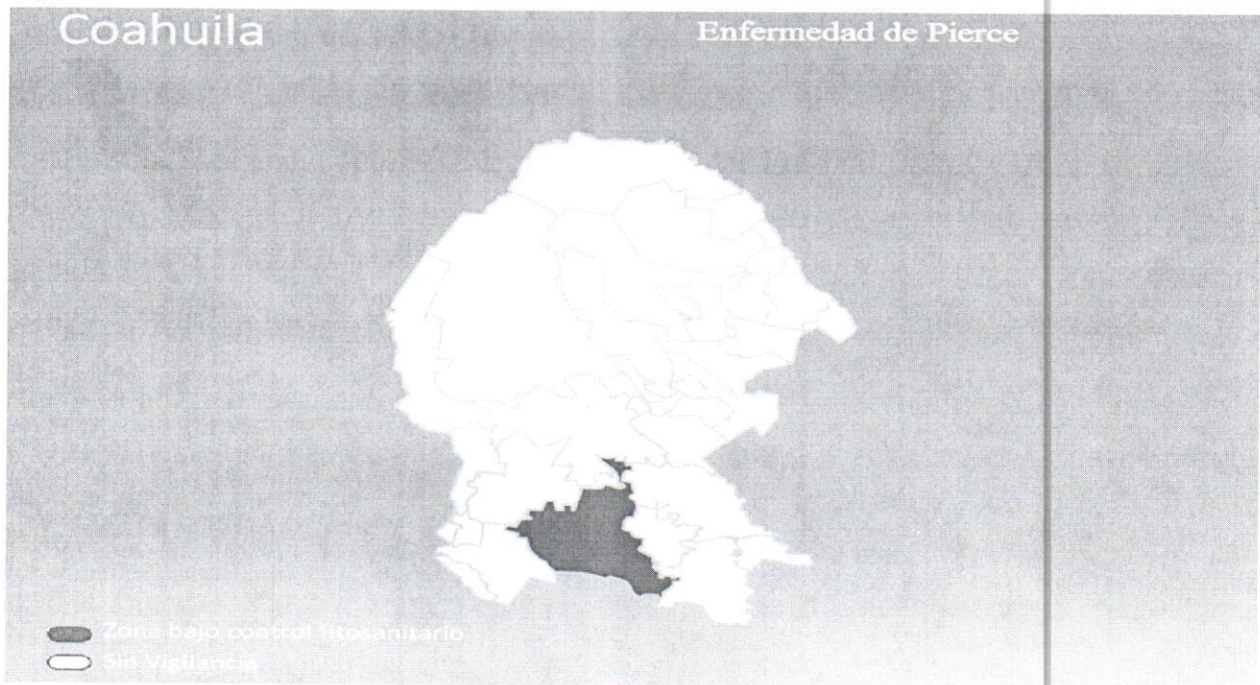 Coahuila
Enfermedad de Pierce
Zona bajo control fitosanitario
Sin Vigilancia